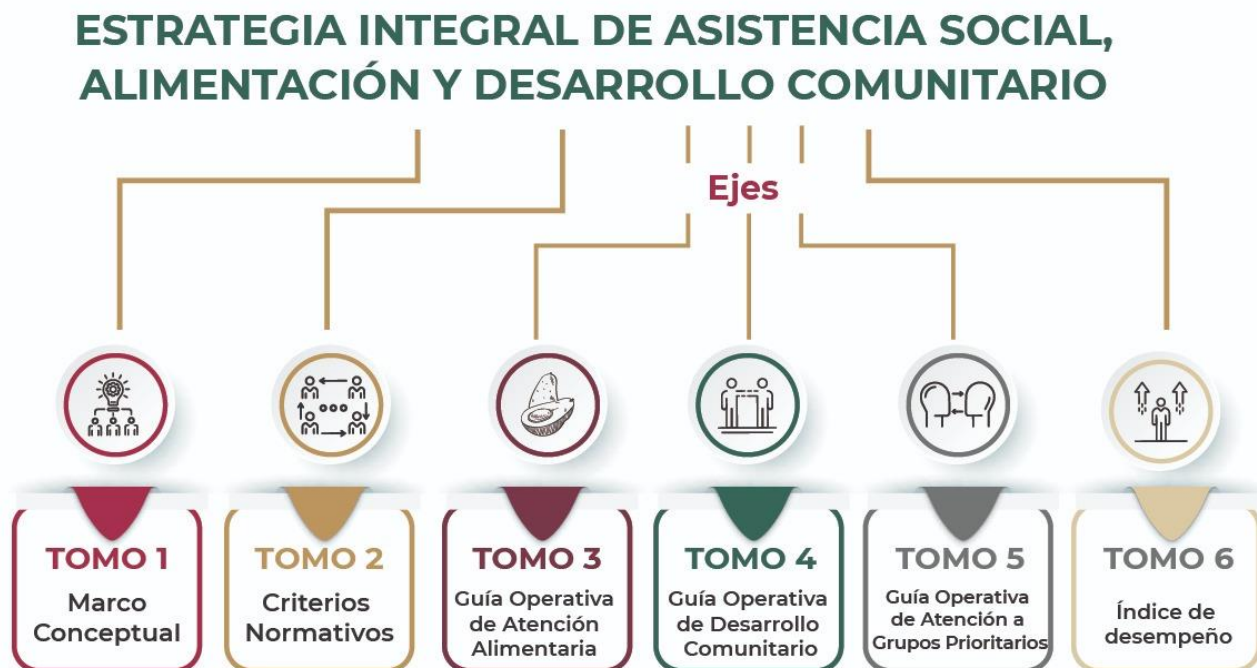 ESTRATEGIA INTEGRAL DE ASISTENCIA SOCIAL,
ALIMENTACIÓN Y DESARROLLO COMUNITARIO
Ejes
TOMO 1
Marco
Conceptual
TOMO 2
Criterios
Normativos
TOMO 3
Guía Operativa
de Atención
Alimentaria
TOMO 4
Guía Operativa
de Desarrollo
Comunitario
TOMO 5
Guía Operativa
de Atención a
Grupos Prioritarios
TOMO 6
Índice de
desempeño